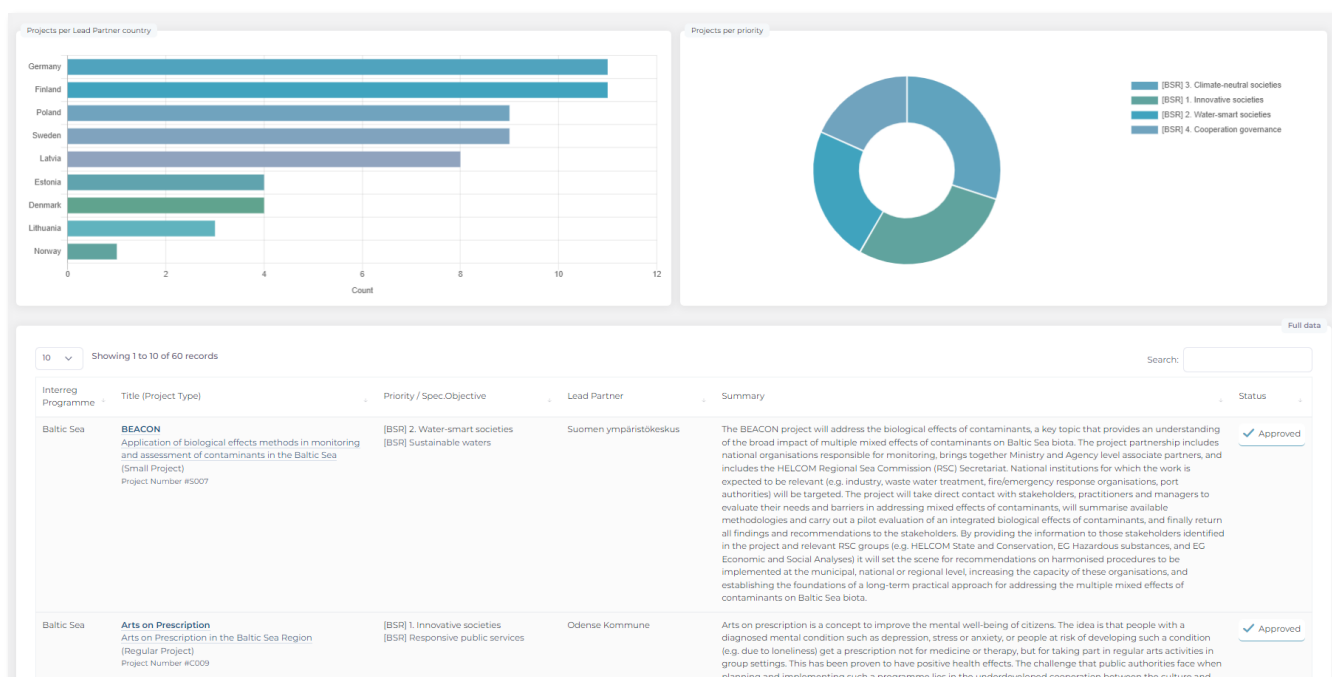 Projects per Lead Partner country
Germany
Finland
Poland
Sweden
Latvia
Estonia
Denmark
Lithuania
Norway
0 2 4 6 8 10 12
Count
Projects per priority
[BSR] 3. Climate-neutral societies
[BSR] 1. Innovative societies
[BSR] 2. Water-smart societies
[BSR] 4. Cooperation governance
Full data
10 Showing 1 to 10 of 60 records
Search:
Interreg
Programme
Title (Project Type)
Priority / Spec.Objective
Lead Partner
Summary
Status
Baltic Sea
BEACON
Application of biological effects methods in monitoring
and assessment of contaminants in the Baltic Sea
(Small Project)
Project Number #S007
[BSR] 2. Water-smart societies
[BSR] Sustainable waters
Suomen ympäristökeskus
The BEACON project will address the biological effects of contaminants, a key topic that provides an understanding
of the broad impact of multiple mixed effects of contaminants on Baltic Sea biota. The project partnership includes
national organisations responsible for monitoring, brings together Ministry and Agency level associate partners, and
includes the HELCOM Regional Sea Commission (RSC) Secretariat. National institutions for which the work is
expected to be relevant (e.g. industry, waste water treatment, fire/emergency response organisations, port
authorities) will be targeted. The project will take direct contact with stakeholders, practitioners and managers to
evaluate their needs and barriers in addressing mixed effects of contaminants, will summarise available
methodologies and carry out a pilot evaluation of an integrated biological effects of contaminants, and finally return
all findings and recommendations to the stakeholders. By providing the information to those stakeholders identified
in the project and relevant RSC groups (e.g. HELCOM State and Conservation, EG Hazardous substances, and EG
Economic and Social Analyses) it will set the scene for recommendations on harmonised procedures to be
implemented at the municipal, national or regional level, increasing the capacity of these organisations, and
establishing the foundations of a long-term practical approach for addressing the multiple mixed effects of
contaminants on Baltic Sea biota.
Approved
Baltic Sea
Arts on Prescription
Arts on Prescription in the Baltic Sea Region
(Regular Project)
Project Number #C009
[BSR] 1. Innovative societies
[BSR] Responsive public services
Odense Kommune
Arts on prescription is a concept to improve the mental well-being of citizens. The idea is that people with a
diagnosed mental condition such as depression, stress or anxiety, or people at risk of developing such a condition
(e.g. due to loneliness) get a prescription not for medicine or therapy, but for taking part in regular arts activities in
group settings. This has been proven to have positive health effects. The challenge that public authorities face when
planning and implementing such a programme lies in the underdeveloped cooperation between the culture and
Approved